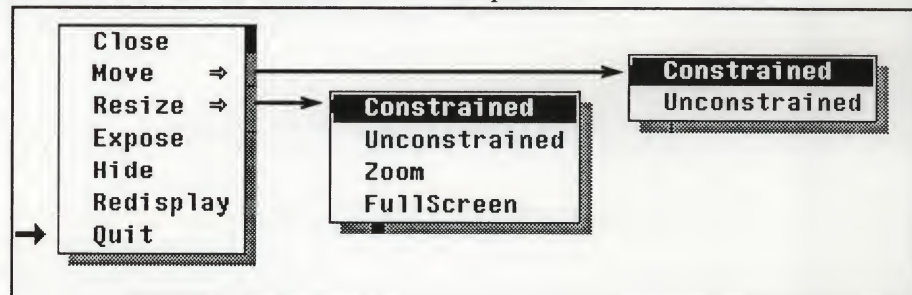 Close
Move ⇒
Resize ⇒
Expose
Hide
Redisplay
Quit
Constrained
Unconstrained
Zoom
FullScreen
Constrained
Unconstrained